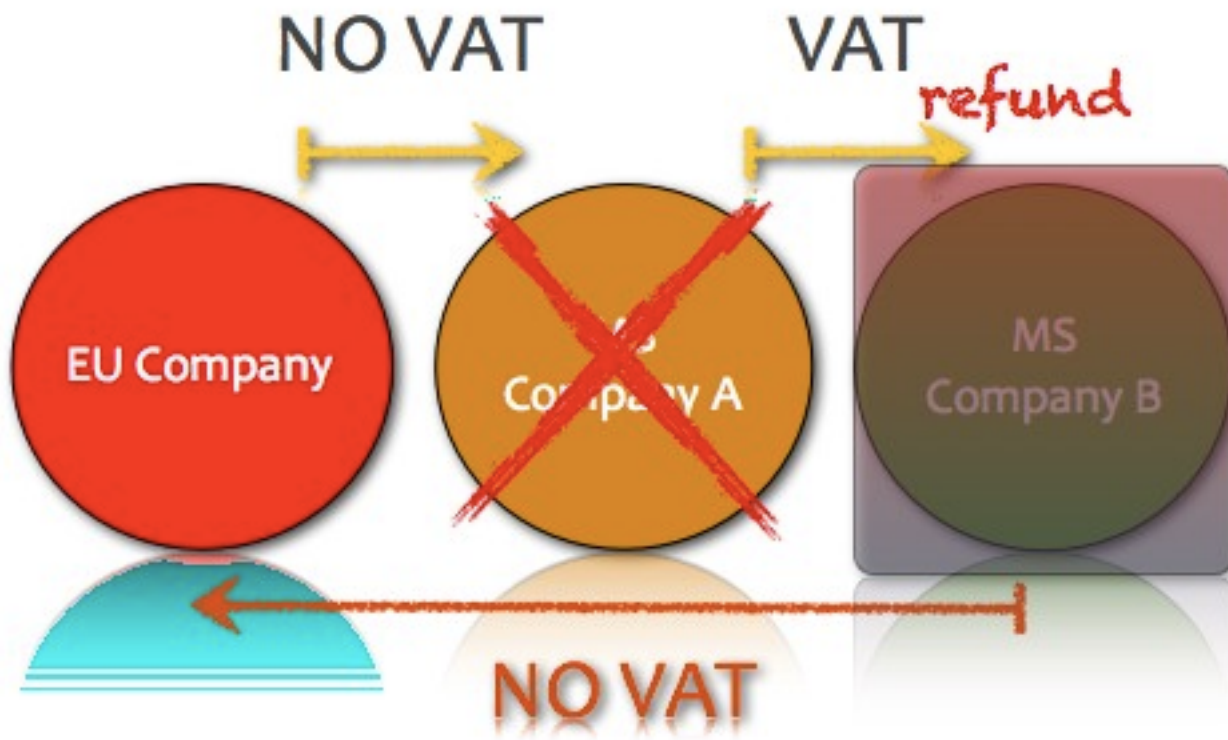 NO VAT
VAT
refund
EU Company
Company A
MS
Company B
NO VAT